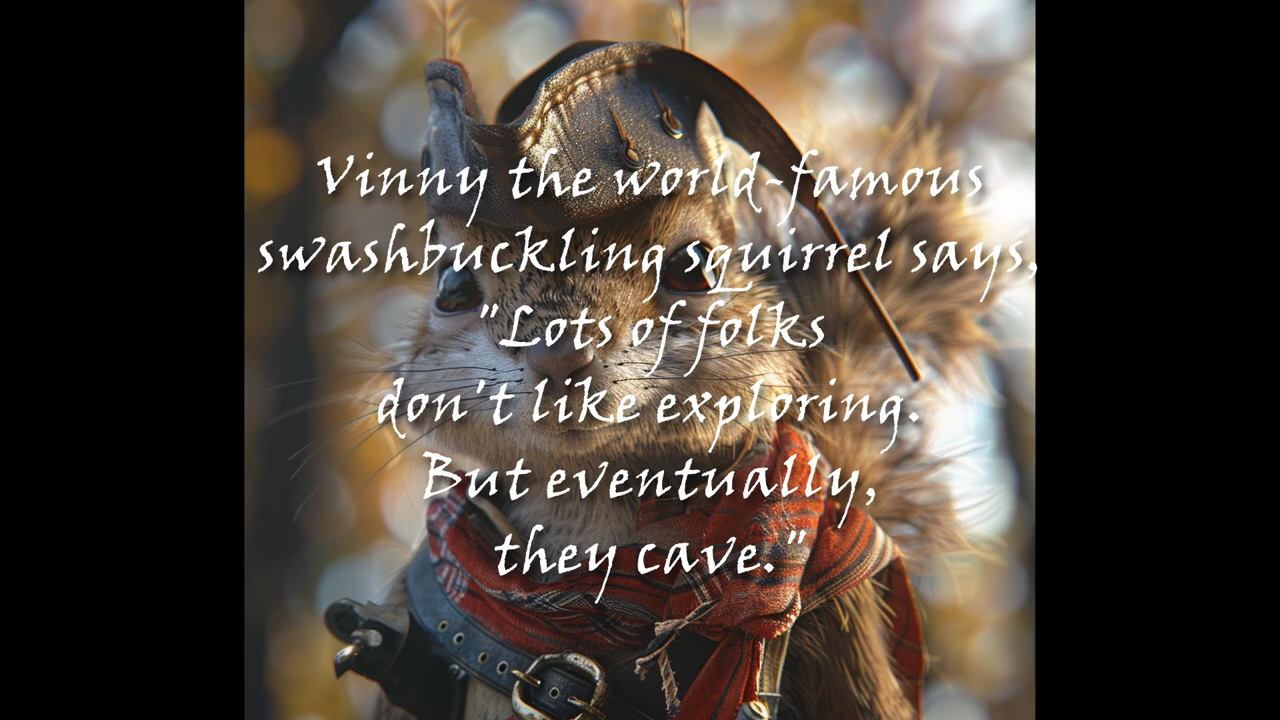 Vinny the world-famous
swashbuckling squirrel says,
"Lots of folks
don't like exploring.
But eventually,
they cave."